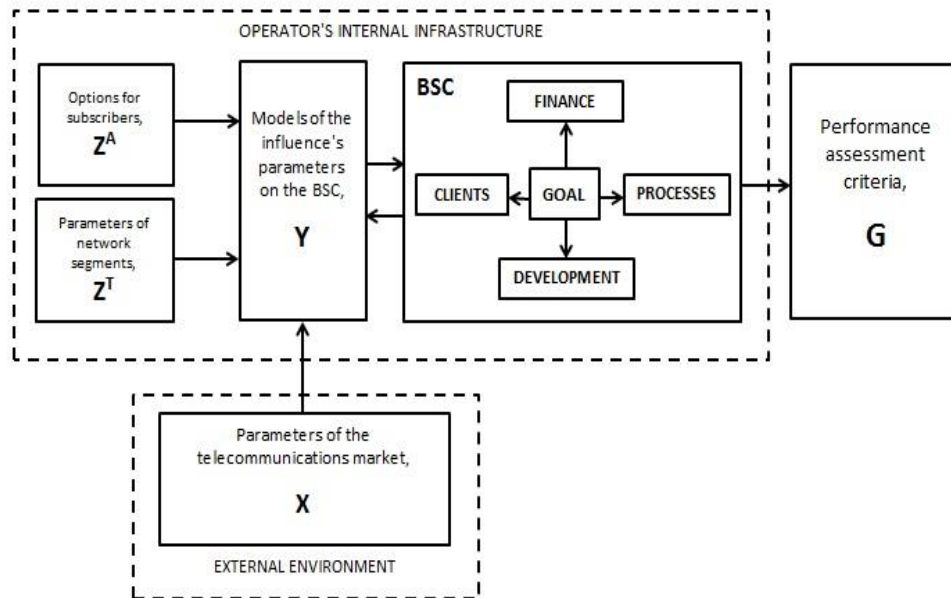 OPERATOR'S INTERNAL INFRASTRUCTURE
Options for
subscribers,
Z^A
Parameters of
network
segments,
Z^T
Models of the
influence's
parameters
on the BSC,
Y
BSC
FINANCE
CLIENTS
GOAL
PROCESSES
DEVELOPMENT
Performance
assessment
criteria,
G
Parameters of the
telecommunications market,
X
EXTERNAL ENVIRONMENT